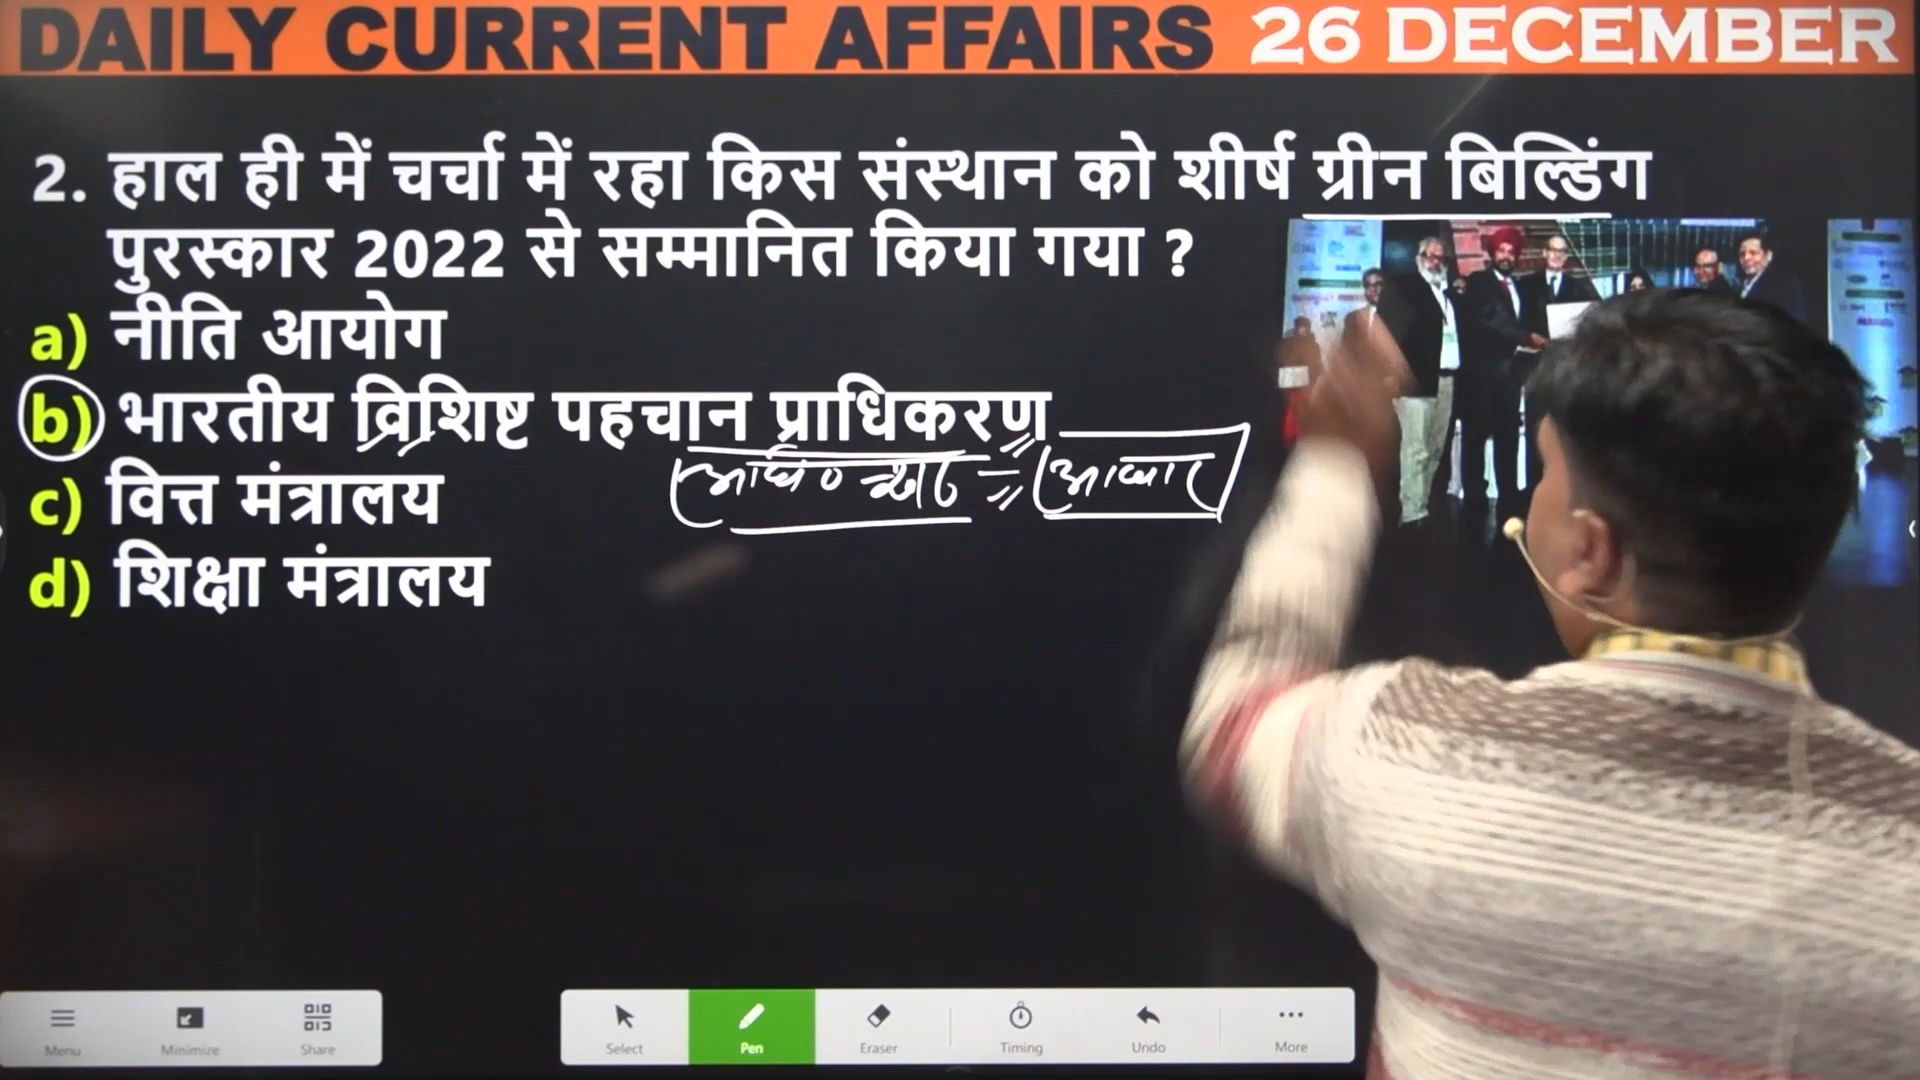 DAILY CURRENT AFFAIRS 26 DECEMBER
2. हाल ही में चर्चा में रहा किस संस्थान को शीर्ष ग्रीन बिल्डिंग
पुरस्कार 2022 से सम्मानित किया गया ?
a) नीति आयोग
b) भारतीय विशिष्ट पहचान प्राधिकरण
c) वित्त मंत्रालय
d) शिक्षा मंत्रालय
Menu Minimize Share Select Pen Eraser Timing Undo More